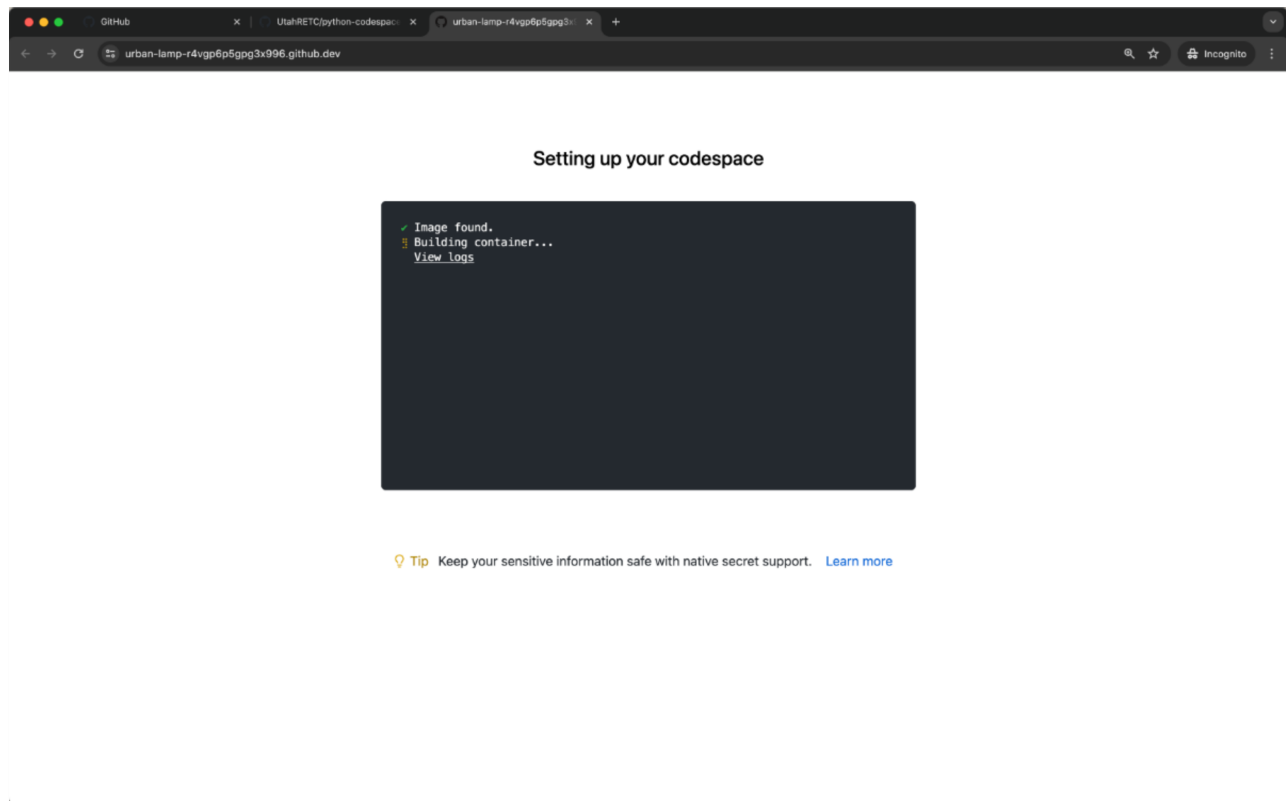 GitHub
UtahRETC/python-codespace
urban-lamp-r4vgp6p5gpg3x
urban-lamp-r4vgp6p5gpg3x996.github.dev
Incognito
Setting up your codespace
✓ Image found.
Building container...
View logs
Tip Keep your sensitive information safe with native secret support. Learn more